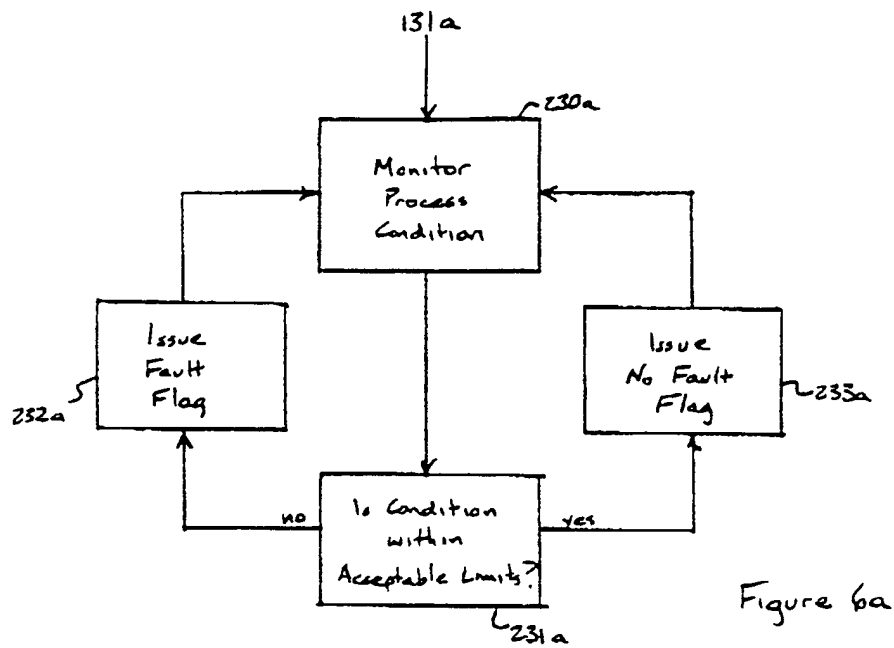 131a
230a
Monitor
Process
Condition
Issue
Fault
Flag
232a
Issue
No Fault
Flag
233a
no
Is Condition
within
Acceptable Limits?
yes
231a
Figure 6a